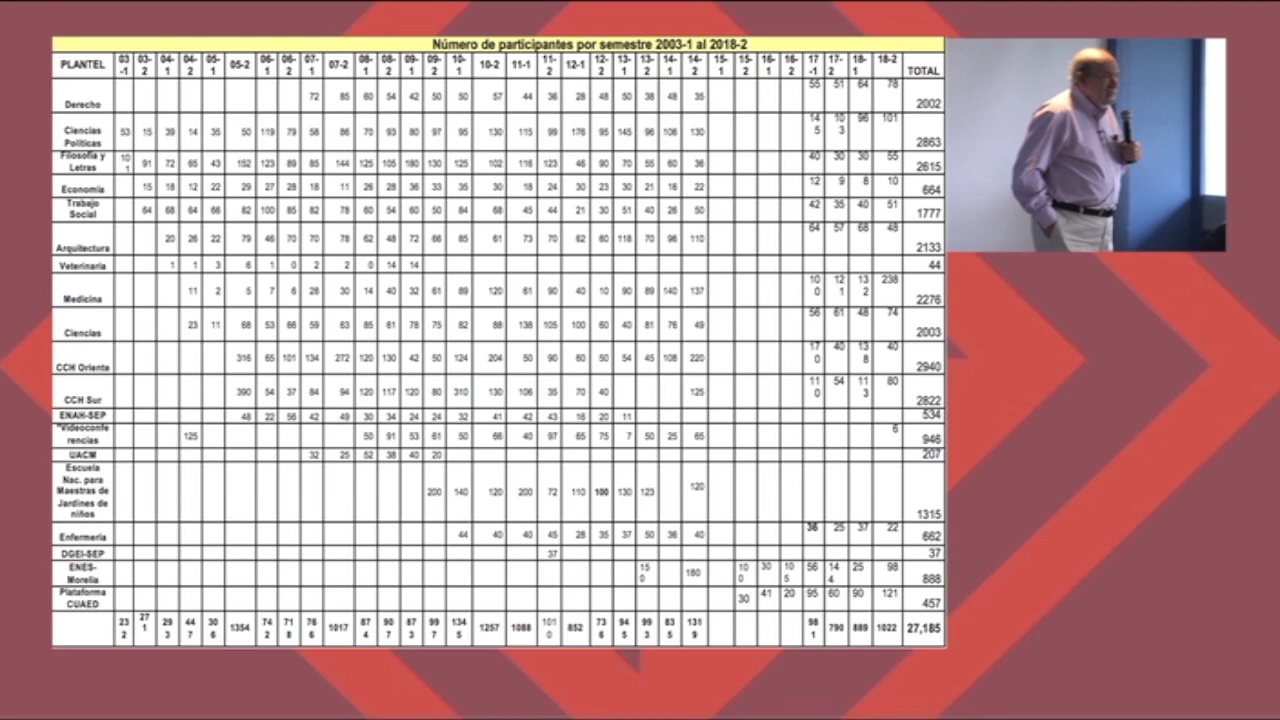 Número de participantes por semestre 2003-1 al 2018-2
PLANTEL 03-1 03-2 04-1 04-2 05-1 05-2 06-1 06-2 07-1 07-2 08-1 08-2 09-1 09-2 10-1 10-2 11-1 11-2 12-1 12-2 13-1 13-2 14-1 14-2 15-1 15-2 16-1 16-2 17-1 17-2 18-1 18-2 TOTAL
Derecho 72 85 60 54 42 50 50 57 44 36 28 48 50 38 48 35 55 51 64 78 2002
Ciencias Políticas 53 15 39 14 35 50 119 79 58 86 70 93 80 97 95 130 115 99 176 95 145 96 106 130 145 103 96 101 2863
Filosofía y Letras 101 91 72 65 43 152 123 89 85 144 125 105 180 130 125 102 116 123 46 90 70 55 60 36 40 30 30 55 2615
Economía 15 18 12 22 29 27 28 18 11 26 28 36 33 35 30 18 24 30 23 30 21 16 22 12 9 8 10 664
Trabajo Social 64 68 64 66 82 100 85 82 78 60 54 60 50 84 68 45 44 21 30 51 40 26 50 42 35 40 51 1777
Arquitectura 20 26 22 79 46 70 70 78 62 48 72 66 85 61 73 70 62 60 118 70 96 110 64 57 68 48 2133
Veterinaria 1 1 3 6 1 0 2 2 0 14 14 44
Medicina 11 2 5 7 6 28 30 14 40 32 61 89 120 61 90 40 10 90 89 140 137 100 121 132 238 2276
Ciencias 23 11 68 53 66 59 63 85 61 78 75 82 88 138 105 100 60 40 81 76 49 56 61 48 74 2003
CCH Oriente 316 65 101 134 272 120 130 42 50 124 204 50 90 60 50 54 45 108 220 170 40 138 40 2940
CCH Sur 390 54 37 84 94 120 117 120 80 310 130 106 35 70 40 125 110 54 113 80 2822
ENAH-SEP 48 22 56 42 49 30 34 24 24 32 41 42 43 16 20 11 534
*Videoconferencias 125 50 91 53 61 50 66 40 97 65 75 7 50 25 65 6 946
UACM 32 25 52 38 40 20 207
Escuela Nac. para Maestras de Jardines de niños 200 140 120 200 72 110 100 130 123 120 1315
Enfermería 44 40 40 45 28 35 37 50 36 40 36 25 37 22 662
DGEI-SEP 37 37
ENES-Morelia 150 180 100 30 105 56 144 25 98 888
Plataforma CUAED 30 41 20 95 60 90 121 457
232 271 293 447 306 1354 742 718 766 1017 874 907 873 997 1345 1257 1088 1010 852 736 945 993 835 1319 981 790 889 1022 27,185